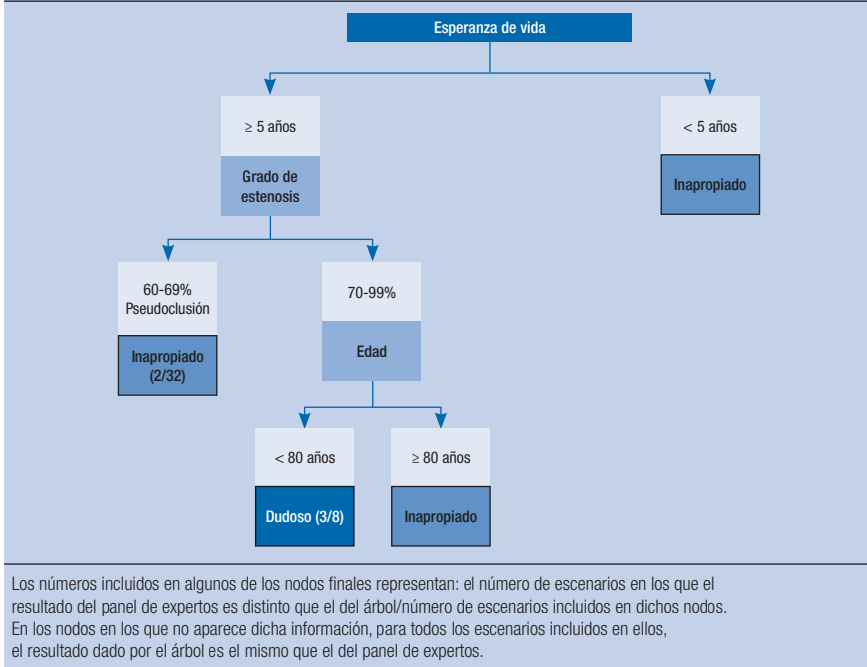 Esperanza de vida
≥ 5 años
< 5 años
Grado de
estenosis
Inapropiado
60-69%
Pseudoclusión
70-99%
Inapropiado
(2/32)
Edad
< 80 años
≥ 80 años
Dudoso (3/8)
Inapropiado
Los números incluidos en algunos de los nodos finales representan: el número de escenarios en los que el
resultado del panel de expertos es distinto que el del árbol/número de escenarios incluidos en dichos nodos.
En los nodos en los que no aparece dicha información, para todos los escenarios incluidos en ellos,
el resultado dado por el árbol es el mismo que el del panel de expertos.